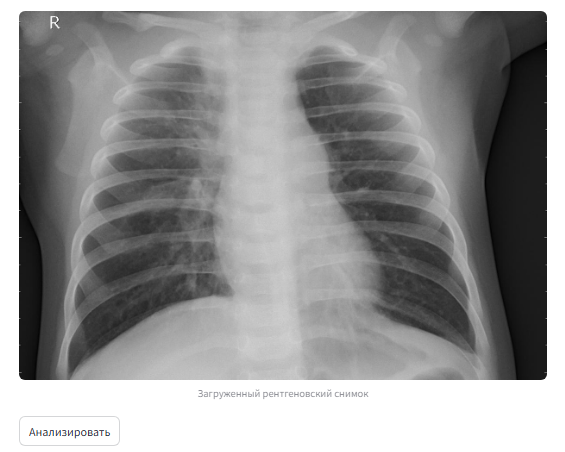 R
Загруженный рентгеновский снимок
Анализировать